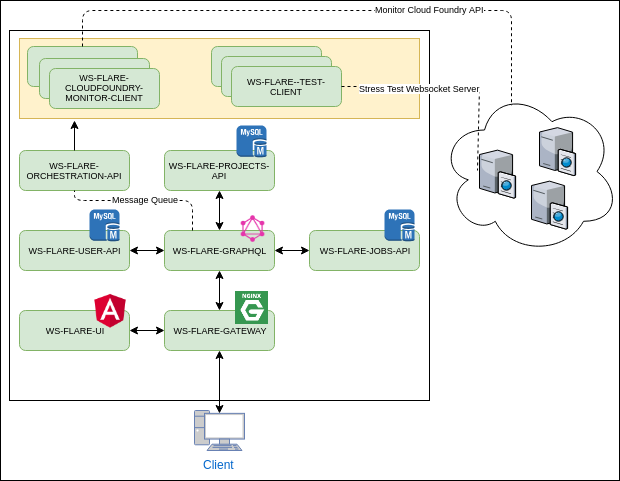 Monitor Cloud Foundry API
WS-FLARE-
CLOUDFOUNDRY-
MONITOR-CLIENT
WS-FLARE--TEST-
CLIENT
Stress Test Websocket Server
MySQL
M
WS-FLARE-
ORCHESTRATION-API
WS-FLARE-PROJECTS-
API
Message Queue
MySQL
M
MySQL
M
WS-FLARE-USER-API
WS-FLARE-GRAPHQL
WS-FLARE-JOBS-API
A
NGINX
G
WS-FLARE-UI
WS-FLARE-GATEWAY
Client